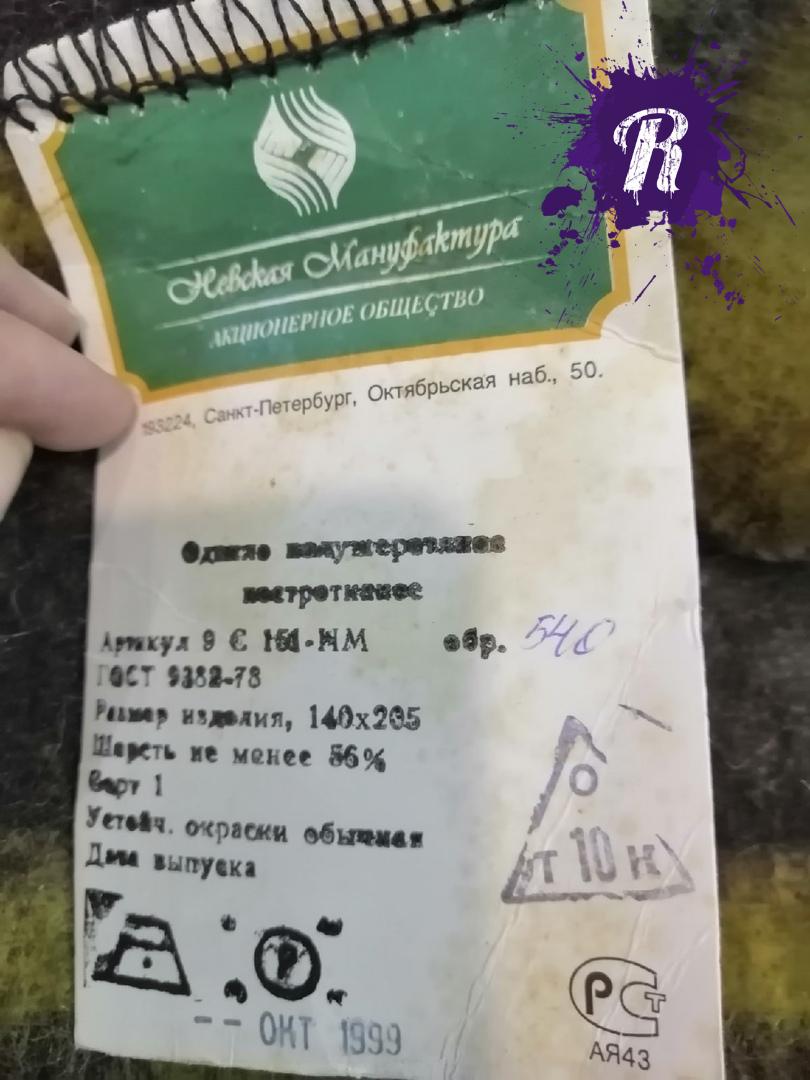 R
Невская Мануфактура
АКЦИОНЕРНОЕ ОБЩЕСТВО
193224, Санкт-Петербург, Октябрьская наб., 50.
Одеяло полушерстяное
пестротканое
Артикул 9 С 151-НМ обр. 540
ГОСТ 9382-78
Размер изделия, 140х205
Шерсть не менее 56%
Сорт 1
Устойч. окраски обычная
Дата выпуска
О
т 10 к
Р
-- ОКТ 1999
РСТ
АЯ43